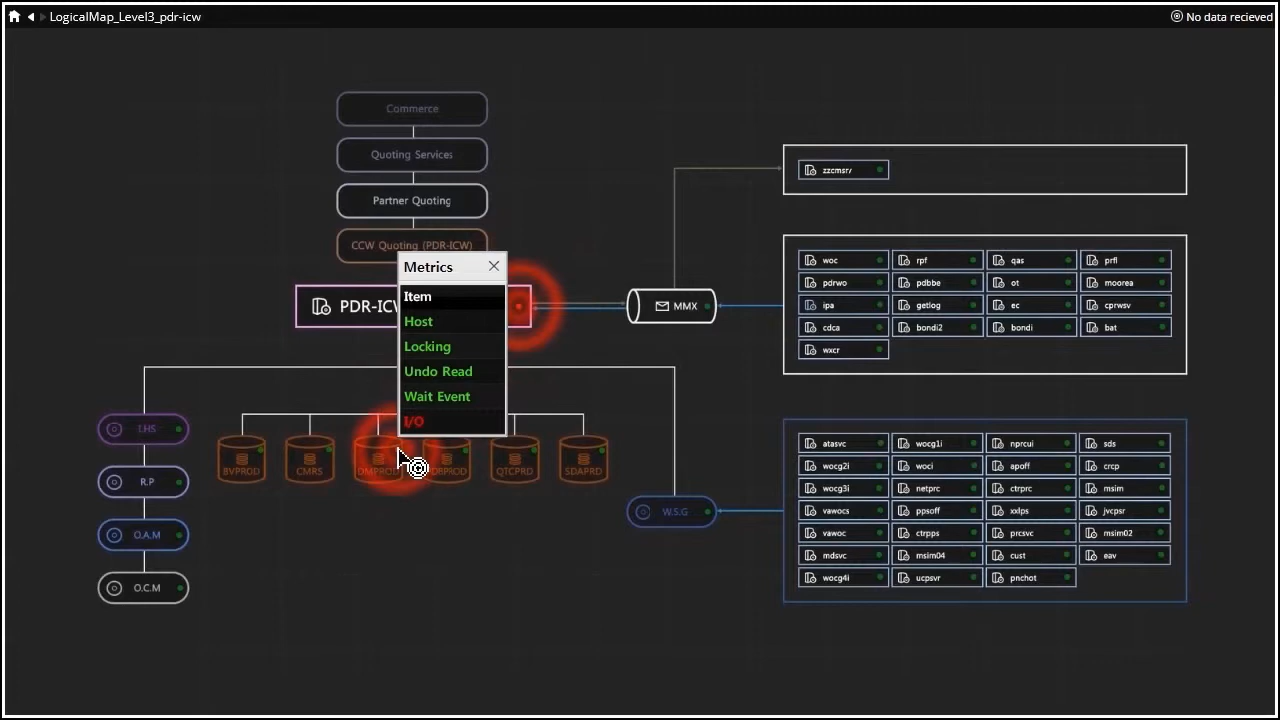 LogicalMap_Level3_pdr-icw
No data recieved
Commerce
Quoting Services
Partner Quoting
CCW Quoting (PDR-ICW)
Metrics
Item
Host
Locking
Undo Read
Wait Event
I/O
MMX
LHS
R.P
O.A.M
O.C.M
BVPROD
CMRS
QTCPRD
SDAPRD
W.S.G
woc rpf qas prfl
pdrwo pdbbe ot moorea
ipa getlog ec cprwsv
cdca bondi2 bondi bat
wxcr
atasvc wocg1i nprcui sds
wocg2i woci apoff crcp
wocg3i netprc ctrprc msim
vawocs ppsoff xxlps jvcpsr
vawoc ctrpps prcsvc msim02
mdsvc msim04 cust eav
wocg4i ucpsvr pnchot